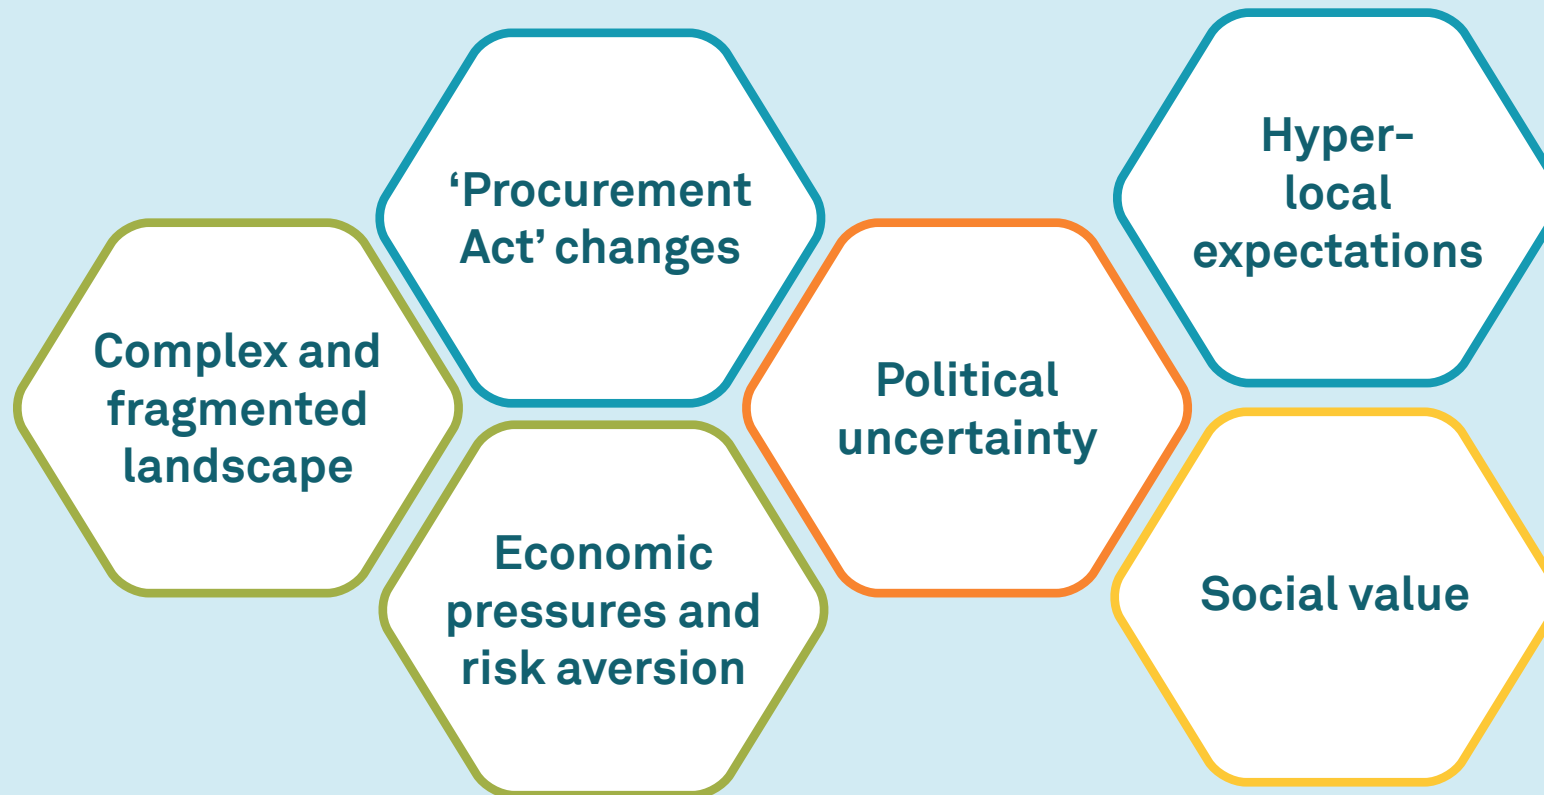 Complex and
fragmented
landscape
‘Procurement
Act’ changes
Economic
pressures and
risk aversion
Political
uncertainty
Hyper-
local
expectations
Social value